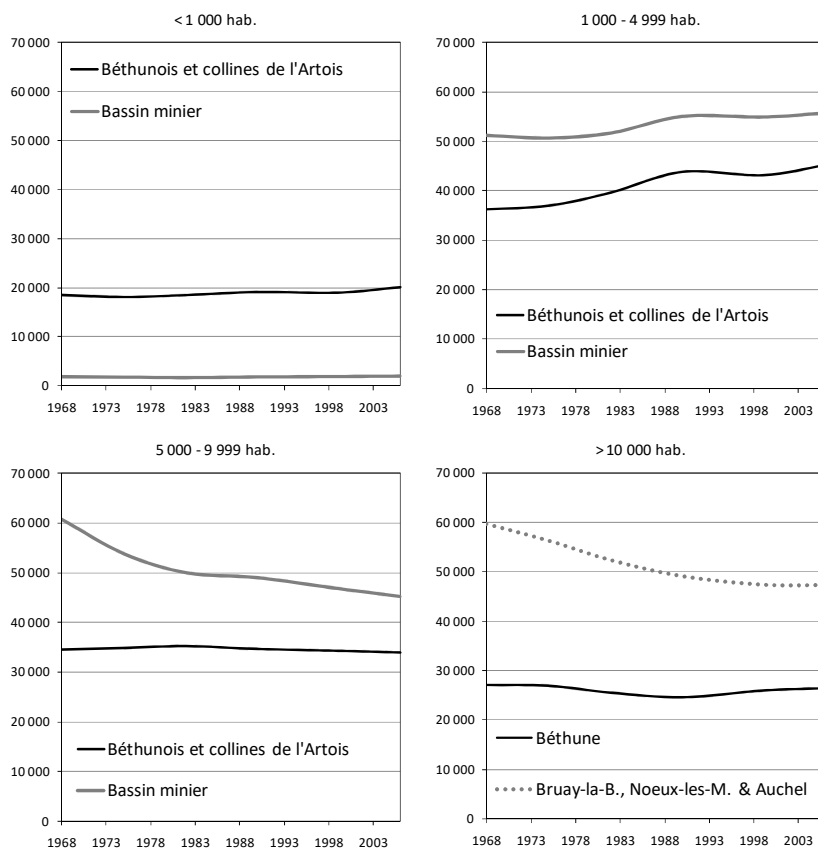 < 1 000 hab.
70 000
60 000
50 000
40 000
30 000
20 000
10 000
0
Béthunois et collines de l'Artois
Bassin minier
1968 1973 1978 1983 1988 1993 1998 2003
1 000 - 4 999 hab.
70 000
60 000
50 000
40 000
30 000
20 000
10 000
0
Béthunois et collines de l'Artois
Bassin minier
1968 1973 1978 1983 1988 1993 1998 2003
5 000 - 9 999 hab.
70 000
60 000
50 000
40 000
30 000
20 000
10 000
0
Béthunois et collines de l'Artois
Bassin minier
1968 1973 1978 1983 1988 1993 1998 2003
> 10 000 hab.
70 000
60 000
50 000
40 000
30 000
20 000
10 000
0
Béthune
Bruay-la-B., Noeux-les-M. & Auchel
1968 1973 1978 1983 1988 1993 1998 2003